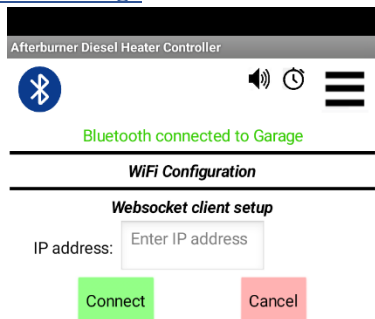 Afterburner Diesel Heater Controller
Bluetooth connected to Garage
WiFi Configuration
Websocket client setup
IP address: Enter IP address
Connect Cancel